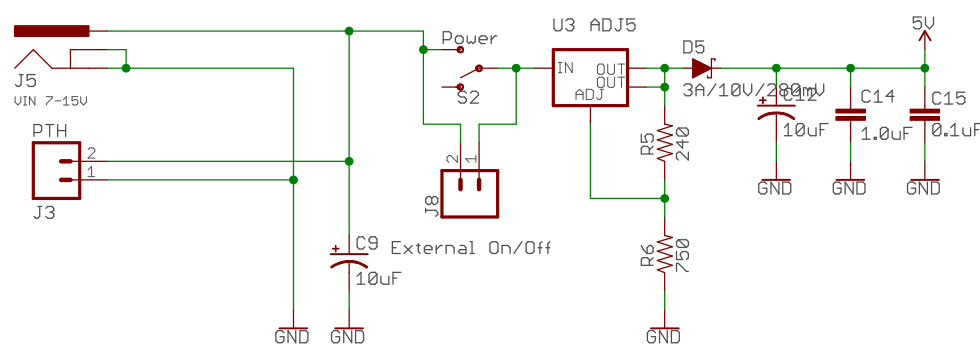 J5
VIN 7-15V
PTH
2
1
J3
C9
10uF
GND
GND
Power
S2
2
1
J8
External On/Off
U3 ADJ5
IN
OUT
OUT
ADJ
R5
240
R6
750
GND
D5
3A/10V/280mV
C12
10uF
GND
C14
1.0uF
GND
5V
C15
0.1uF
GND